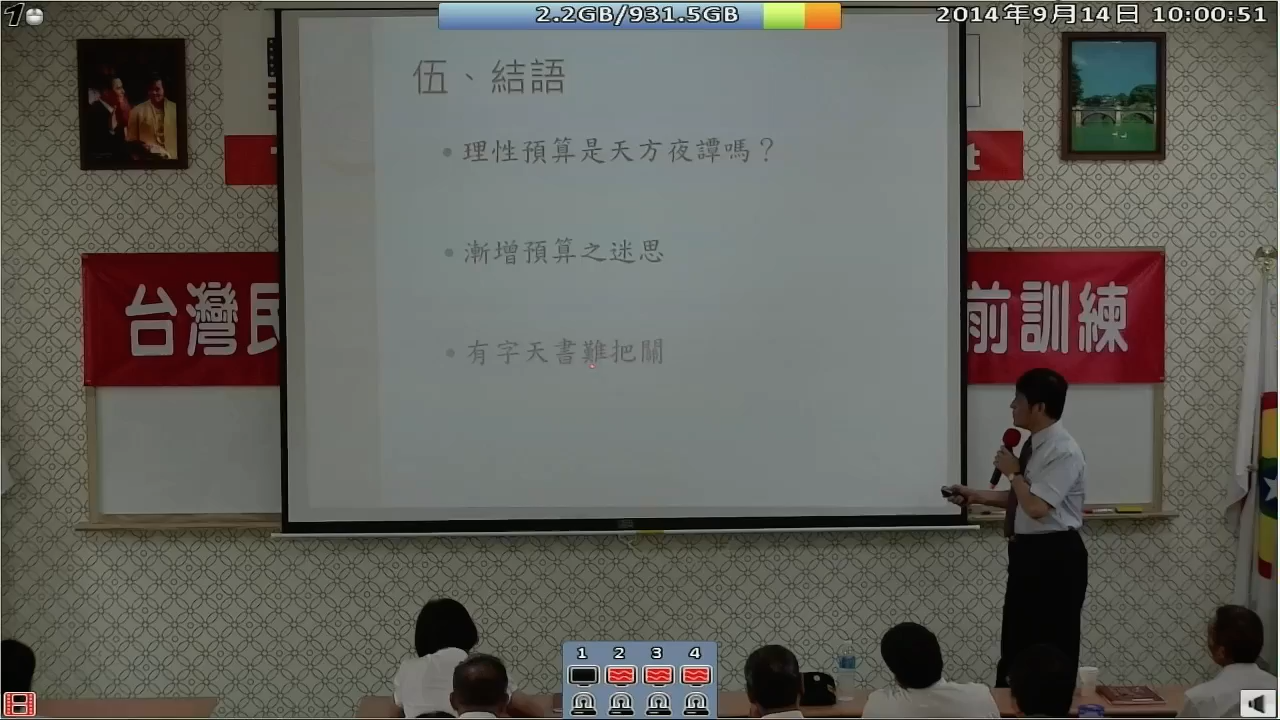 1
2.2GB/931.5GB
2014年9月14日 10:00:51
伍、結語
• 理性預算是天方夜譚嗎？
• 漸增預算之迷思
• 有字天書難把關
t
台灣民
前訓練
1 2 3 4